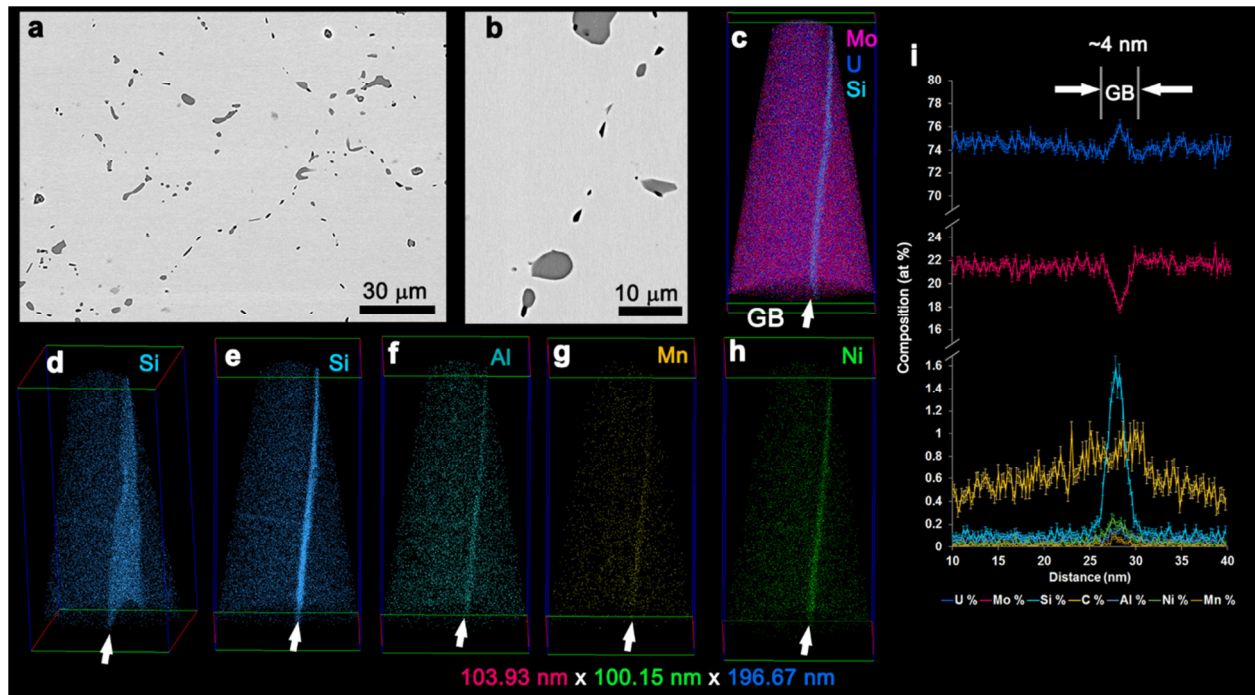 a
30 μm
b
10 μm
c
Mo
U
Si
GB
d
Si
e
Si
f
Al
g
Mn
h
Ni
103.93 nm x 100.15 nm x 196.67 nm
i
~4 nm
GB
Composition (at %)
80
78
76
74
72
70
24
22
20
18
16
1.6
1.4
1.2
1
0.8
0.6
0.4
0.2
0
10 15 20 25 30 35 40
Distance (nm)
U % Mo % Si % C % Al % Ni % Mn %